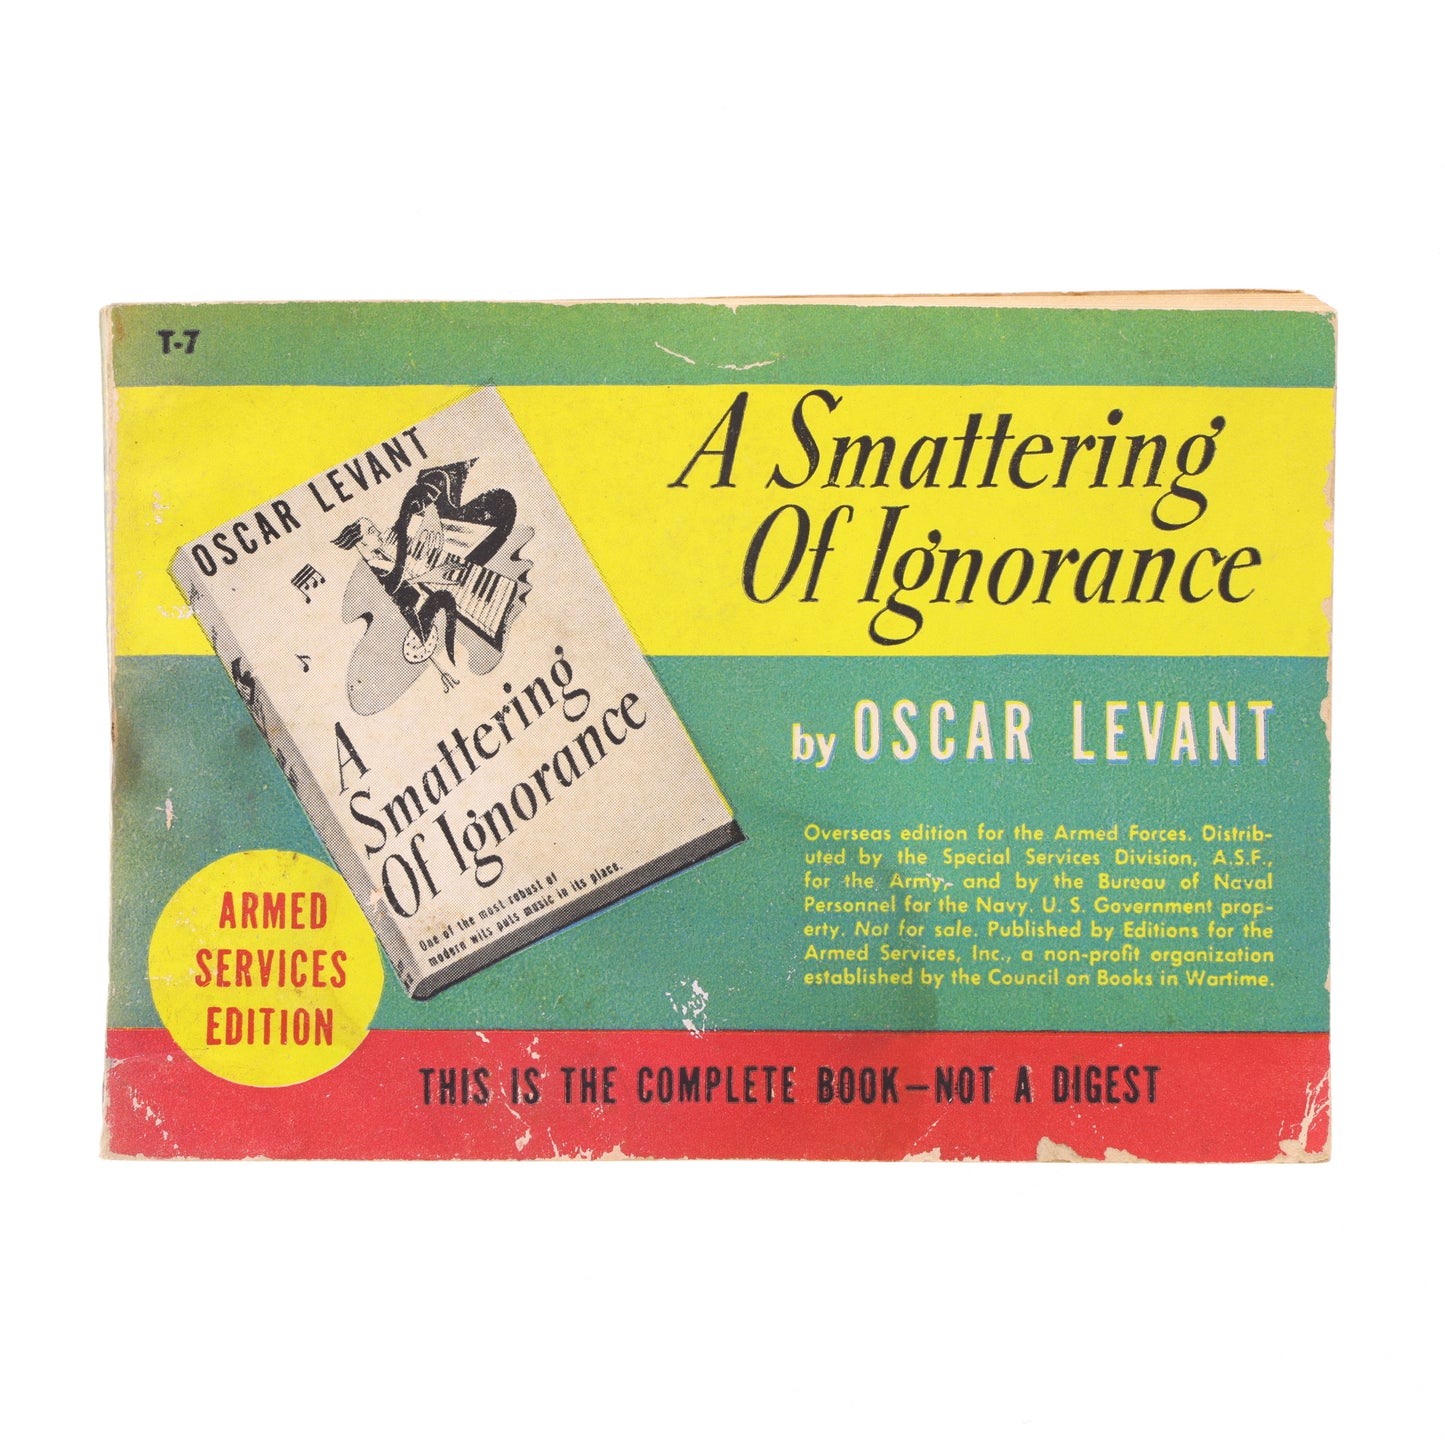 T-7
A Smattering
Of Ignorance
by OSCAR LEVANT
OSCAR LEVANT
A
Smattering
Of Ignorance
One of the most robust of
modern wits puts music in its place.
Overseas edition for the Armed Forces. Distrib-
uted by the Special Services Division, A.S.F.,
for the Army, and by the Bureau of Naval
Personnel for the Navy. U. S. Government prop-
erty. Not for sale. Published by Editions for the
Armed Services, Inc., a non-profit organization
established by the Council on Books in Wartime.
ARMED
SERVICES
EDITION
THIS IS THE COMPLETE BOOK—NOT A DIGEST